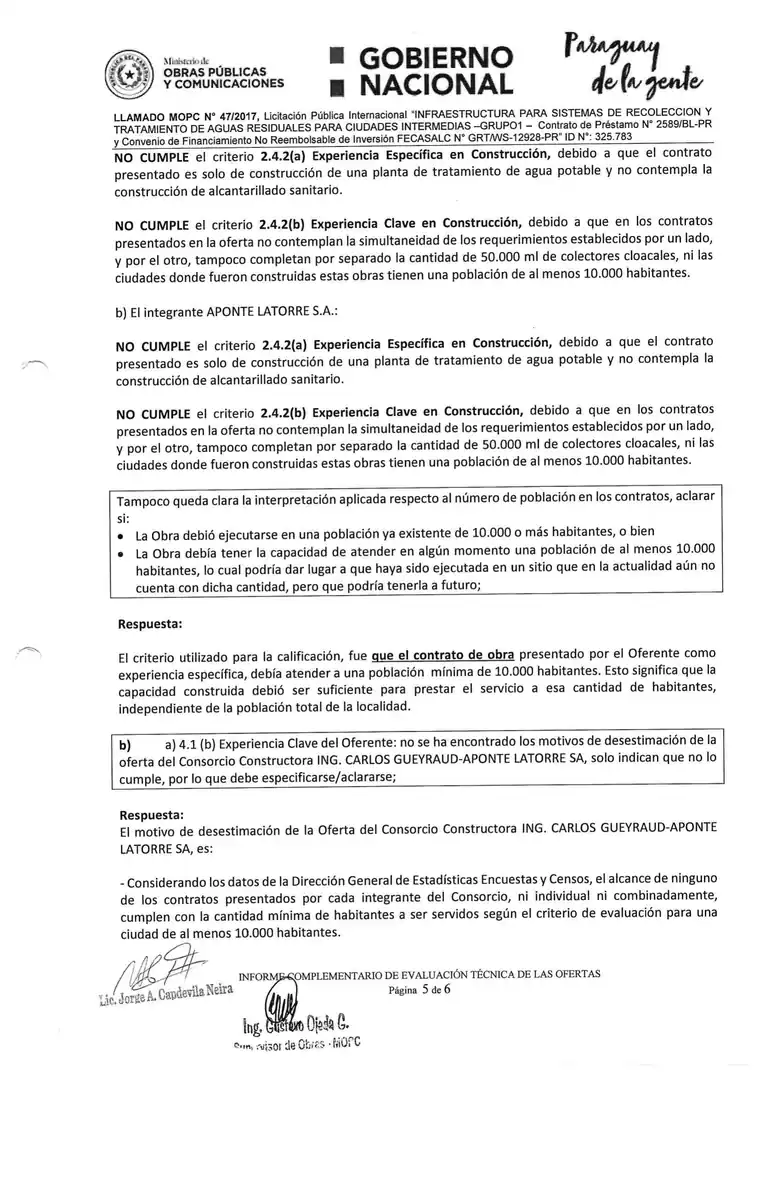 Ministerio de
OBRAS PÚBLICAS
Y COMUNICACIONES
GOBIERNO
NACIONAL
Paraguay
de la gente
LLAMADO MOPC N° 47/2017, Licitación Pública Internacional "INFRAESTRUCTURA PARA SISTEMAS DE RECOLECCION Y
TRATAMIENTO DE AGUAS RESIDUALES PARA CIUDADES INTERMEDIAS –GRUPO1 – Contrato de Préstamo N° 2589/BL-PR
y Convenio de Financiamiento No Reembolsable de Inversión FECASALC N° GRT/WS-12928-PR" ID N°: 325.783
NO CUMPLE el criterio 2.4.2(a) Experiencia Específica en Construcción, debido a que el contrato
presentado es solo de construcción de una planta de tratamiento de agua potable y no contempla la
construcción de alcantarillado sanitario.
NO CUMPLE el criterio 2.4.2(b) Experiencia Clave en Construcción, debido a que en los contratos
presentados en la oferta no contemplan la simultaneidad de los requerimientos establecidos por un lado,
y por el otro, tampoco completan por separado la cantidad de 50.000 ml de colectores cloacales, ni las
ciudades donde fueron construidas estas obras tienen una población de al menos 10.000 habitantes.
b) El integrante APONTE LATORRE S.A.:
NO CUMPLE el criterio 2.4.2(a) Experiencia Específica en Construcción, debido a que el contrato
presentado es solo de construcción de una planta de tratamiento de agua potable y no contempla la
construcción de alcantarillado sanitario.
NO CUMPLE el criterio 2.4.2(b) Experiencia Clave en Construcción, debido a que en los contratos
presentados en la oferta no contemplan la simultaneidad de los requerimientos establecidos por un lado,
y por el otro, tampoco completan por separado la cantidad de 50.000 ml de colectores cloacales, ni las
ciudades donde fueron construidas estas obras tienen una población de al menos 10.000 habitantes.
Tampoco queda clara la interpretación aplicada respecto al número de población en los contratos, aclarar
si:
• La Obra debió ejecutarse en una población ya existente de 10.000 o más habitantes, o bien
• La Obra debía tener la capacidad de atender en algún momento una población de al menos 10.000
habitantes, lo cual podría dar lugar a que haya sido ejecutada en un sitio que en la actualidad aún no
cuenta con dicha cantidad, pero que podría tenerla a futuro;
Respuesta:
El criterio utilizado para la calificación, fue que el contrato de obra presentado por el Oferente como
experiencia específica, debía atender a una población mínima de 10.000 habitantes. Esto significa que la
capacidad construida debió ser suficiente para prestar el servicio a esa cantidad de habitantes,
independiente de la población total de la localidad.
b) a) 4.1 (b) Experiencia Clave del Oferente: no se ha encontrado los motivos de desestimación de la
oferta del Consorcio Constructora ING. CARLOS GUEYRAUD-APONTE LATORRE SA, solo indican que no lo
cumple, por lo que debe especificarse/aclararse;
Respuesta:
El motivo de desestimación de la Oferta del Consorcio Constructora ING. CARLOS GUEYRAUD-APONTE
LATORRE SA, es:
- Considerando los datos de la Dirección General de Estadísticas Encuestas y Censos, el alcance de ninguno
de los contratos presentados por cada integrante del Consorcio, ni individual ni combinadamente,
cumplen con la cantidad mínima de habitantes a ser servidos según el criterio de evaluación para una
ciudad de al menos 10.000 habitantes.
INFORME COMPLEMENTARIO DE EVALUACIÓN TÉCNICA DE LAS OFERTAS
Lic. Jorge A. Capdevila Neira
Página 5 de 6
Ing. Gustavo Ojeda G.
Supervisor de Obras - MOPC